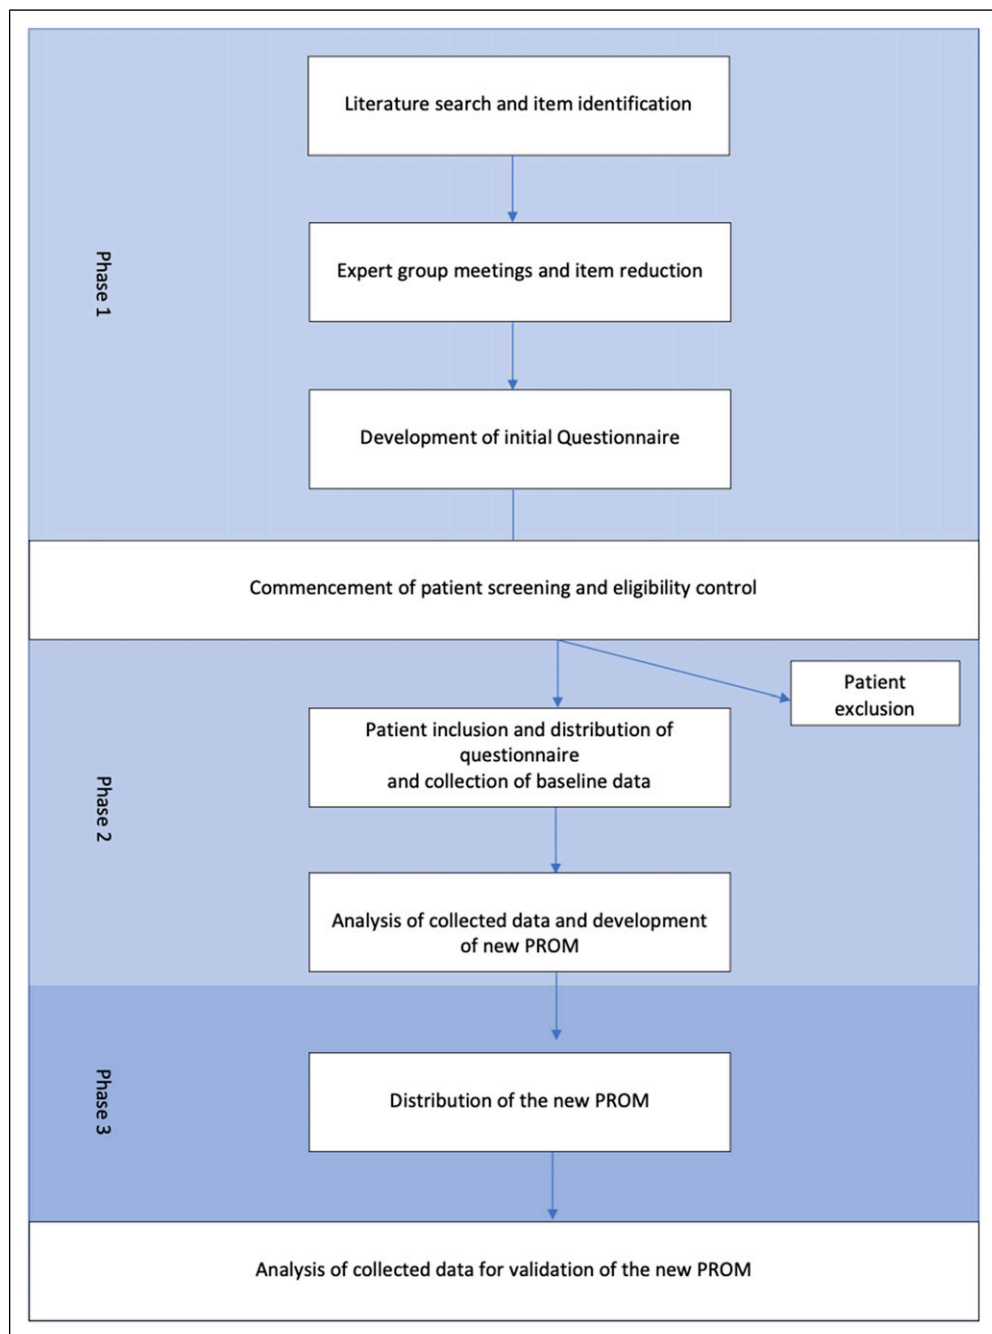 Literature search and item identification
Expert group meetings and item reduction
Phase 1
Development of initial Questionnaire
Commencement of patient screening and eligibility control
Patient
exclusion
Patient inclusion and distribution of
questionnaire
and collection of baseline data
Phase 2
Analysis of collected data and development
of new PROM
Phase 3
Distribution of the new PROM
Analysis of collected data for validation of the new PROM